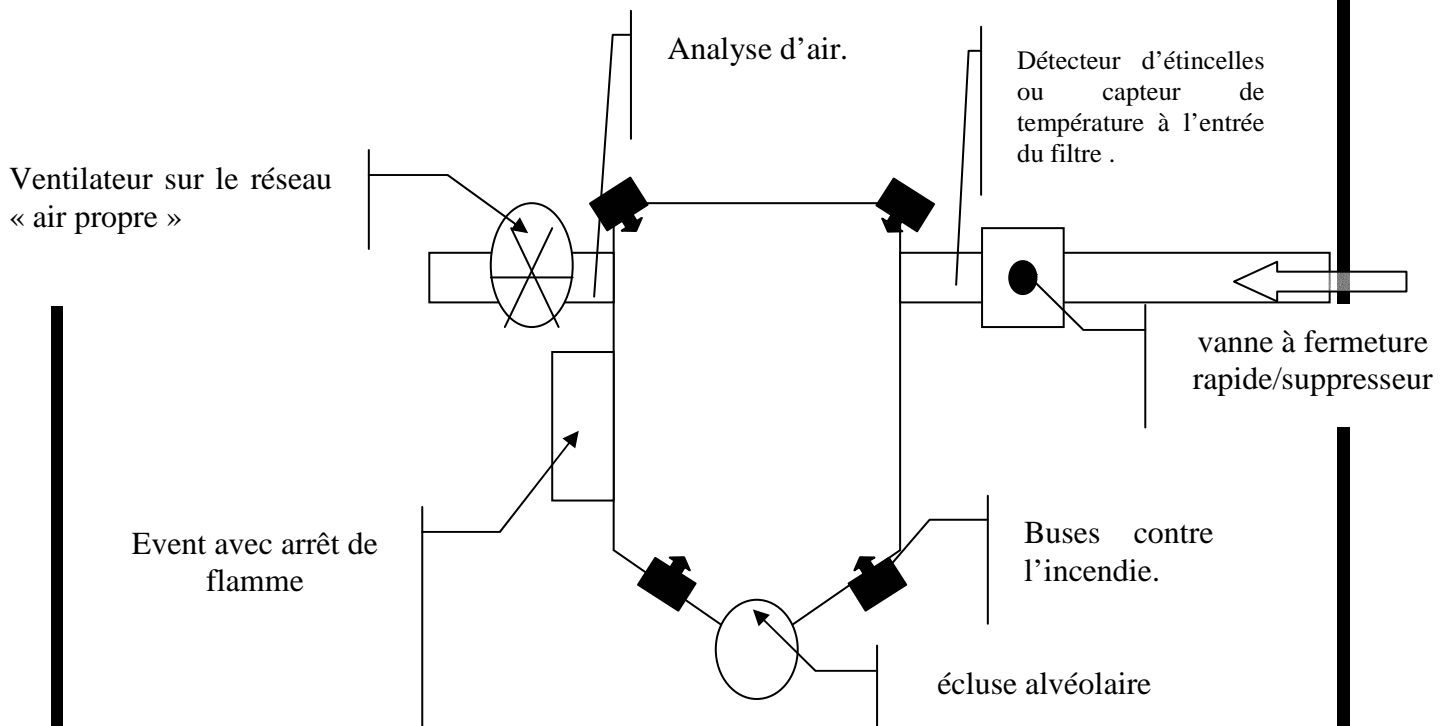 Analyse d'air.
Détecteur d'étincelles
ou capteur de
température à l'entrée
du filtre .
Ventilateur sur le réseau
« air propre »
vanne à fermeture
rapide/suppresseur
Event avec arrêt de
flamme
Buses contre
l'incendie.
écluse alvéolaire